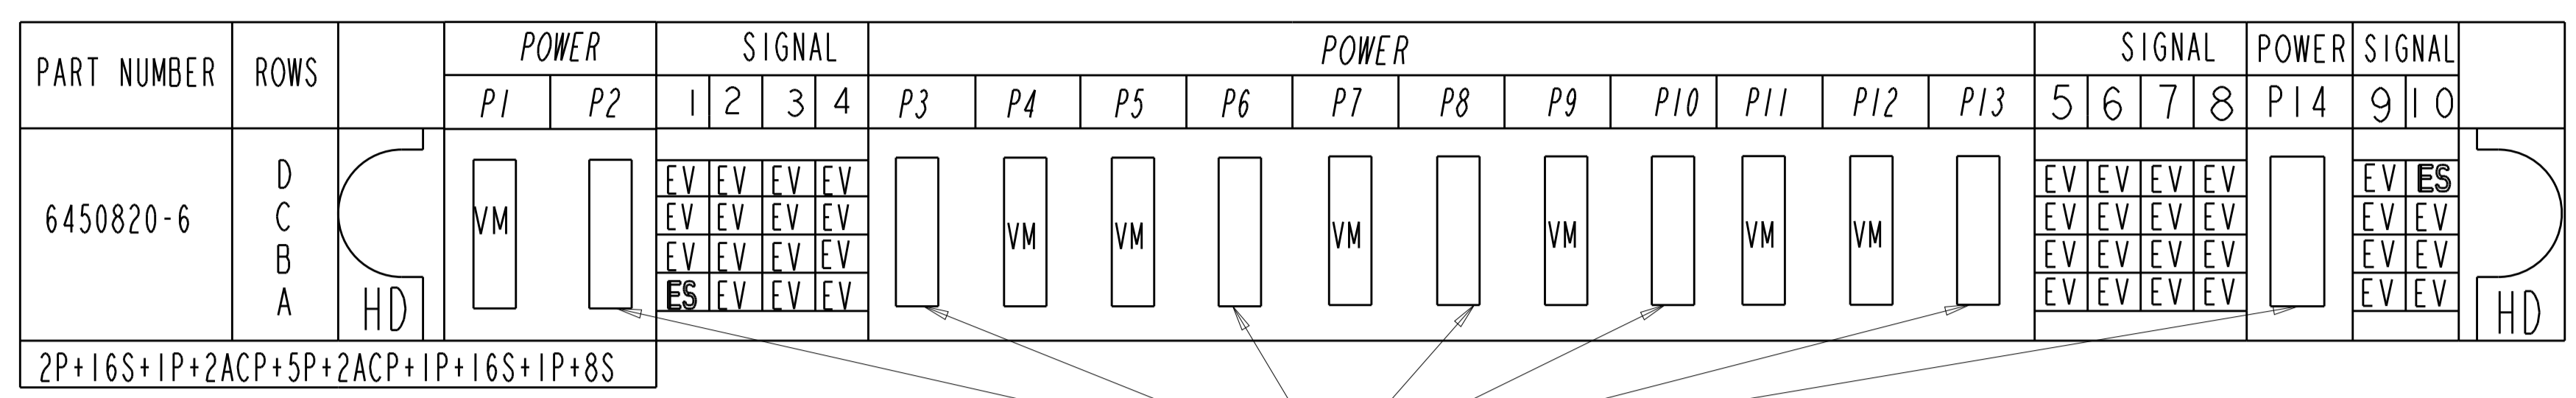 PART NUMBER ROWS POWER SIGNAL POWER SIGNAL POWER SIGNAL
P1 P2 1 2 3 4 P3 P4 P5 P6 P7 P8 P9 P10 P11 P12 P13 5 6 7 8 P14 9 10
D EV EV EV EV EV EV EV EV EV ES
6450820-6 C VM EV EV EV EV VM VM VM VM VM VM EV EV EV EV EV EV
B EV EV EV EV EV EV EV EV EV EV
A HD ES EV EV EV EV EV EV EV EV EV HD
2P+16S+1P+2ACP+5P+2ACP+1P+16S+1P+8S